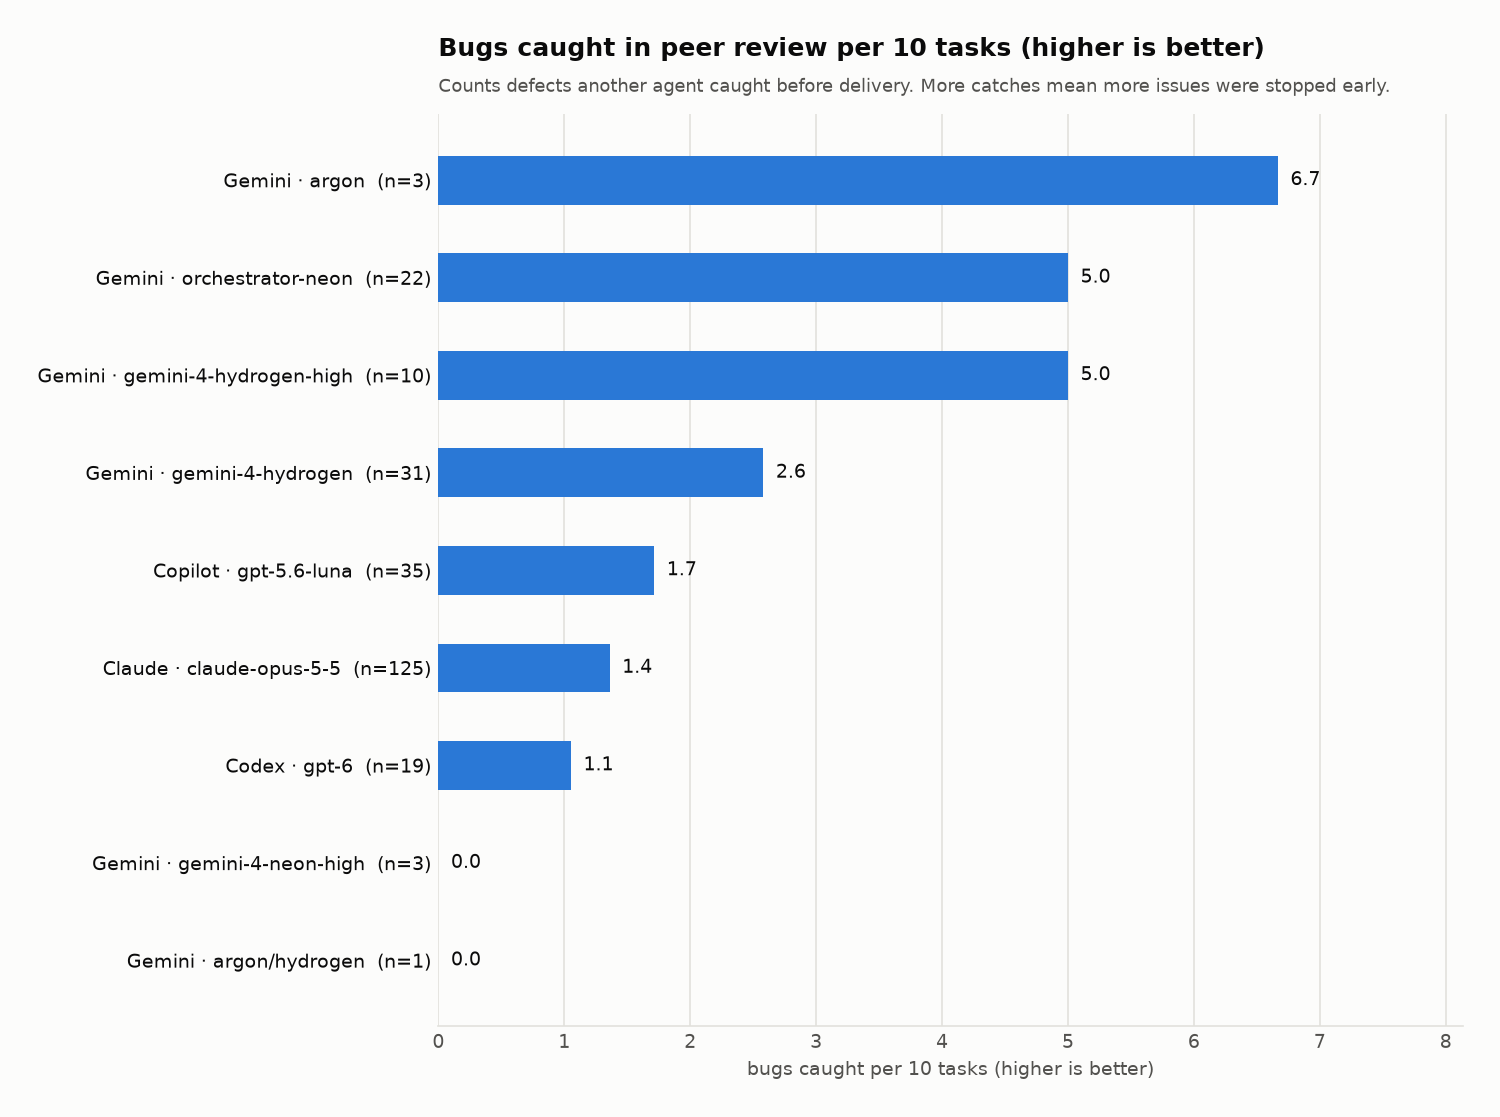 Bugs caught in peer review per 10 tasks (higher is better)
Counts defects another agent caught before delivery. More catches mean more issues were stopped early.
Gemini · argon (n=3) 6.7
Gemini · orchestrator-neon (n=22) 5.0
Gemini · gemini-4-hydrogen-high (n=10) 5.0
Gemini · gemini-4-hydrogen (n=31) 2.6
Copilot · gpt-5.6-luna (n=35) 1.7
Claude · claude-opus-5-5 (n=125) 1.4
Codex · gpt-6 (n=19) 1.1
Gemini · gemini-4-neon-high (n=3) 0.0
Gemini · argon/hydrogen (n=1) 0.0
0 1 2 3 4 5 6 7 8
bugs caught per 10 tasks (higher is better)